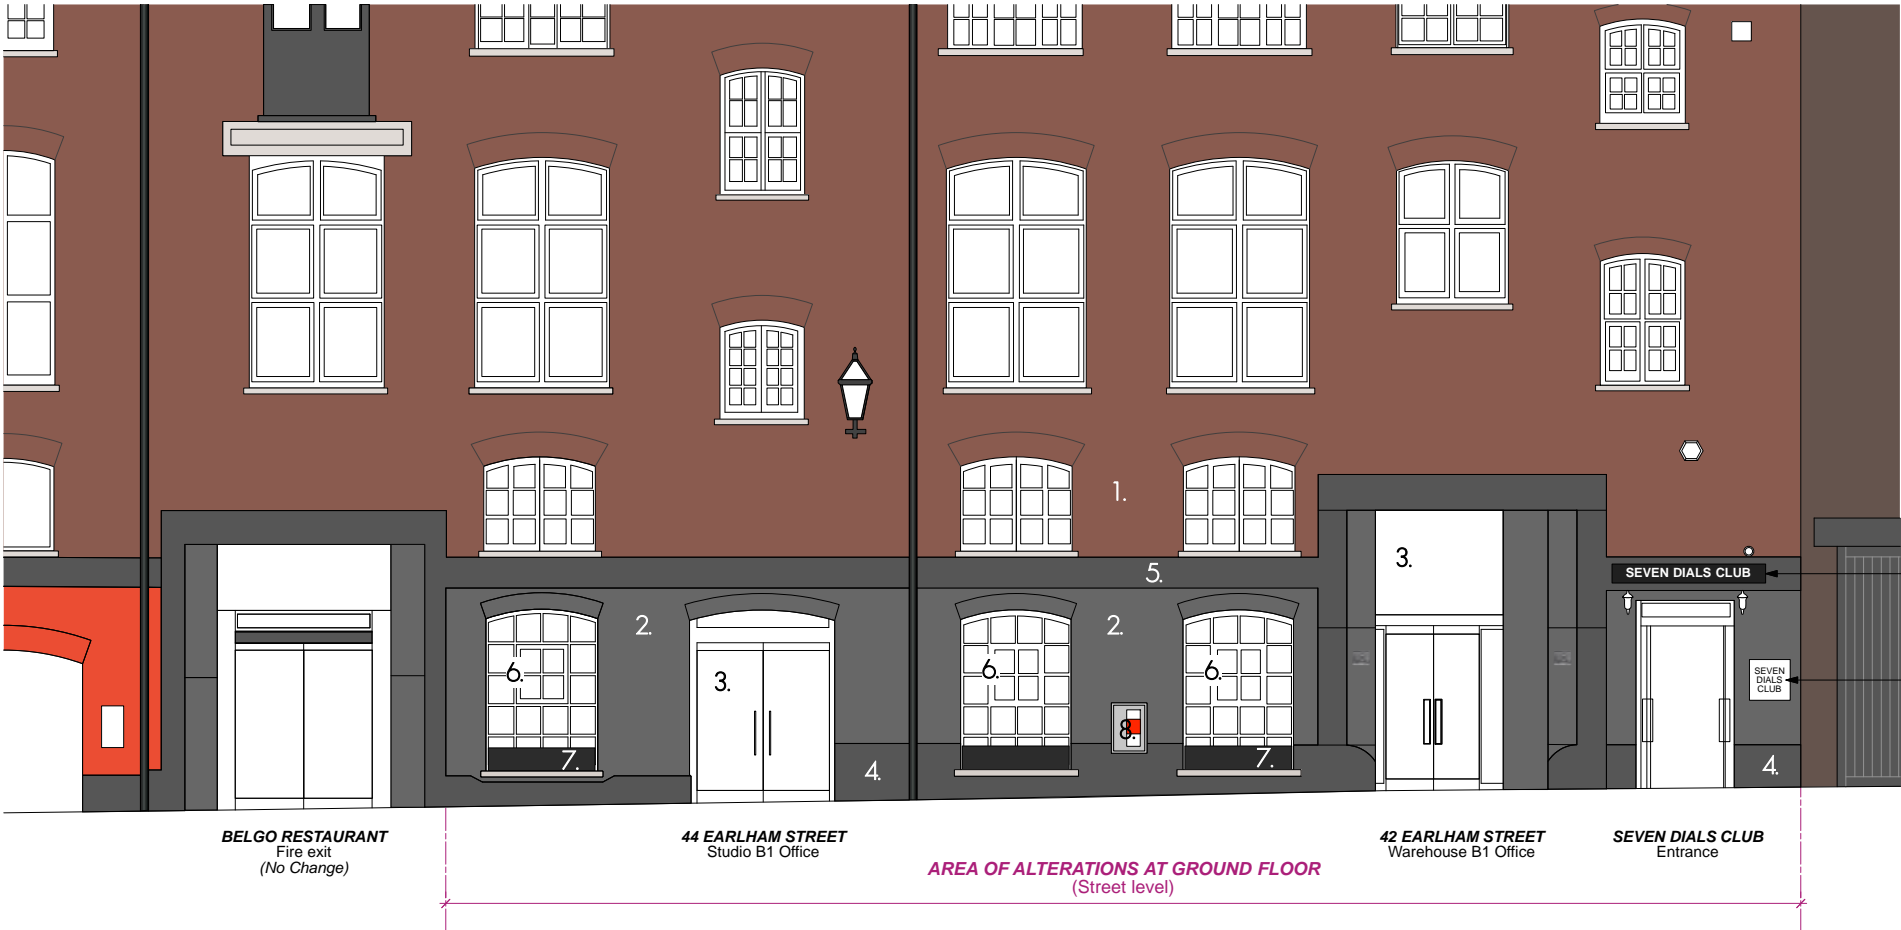 1.
3.
5.
SEVEN DIALS CLUB
2.
2.
6.
6.
6.
3.
SEVEN
DIALS
CLUB
8.
7.
7.
4.
4.
BELGO RESTAURANT
Fire exit
(No Change)
44 EARLHAM STREET
Studio B1 Office
42 EARLHAM STREET
Warehouse B1 Office
SEVEN DIALS CLUB
Entrance
AREA OF ALTERATIONS AT GROUND FLOOR
(Street level)